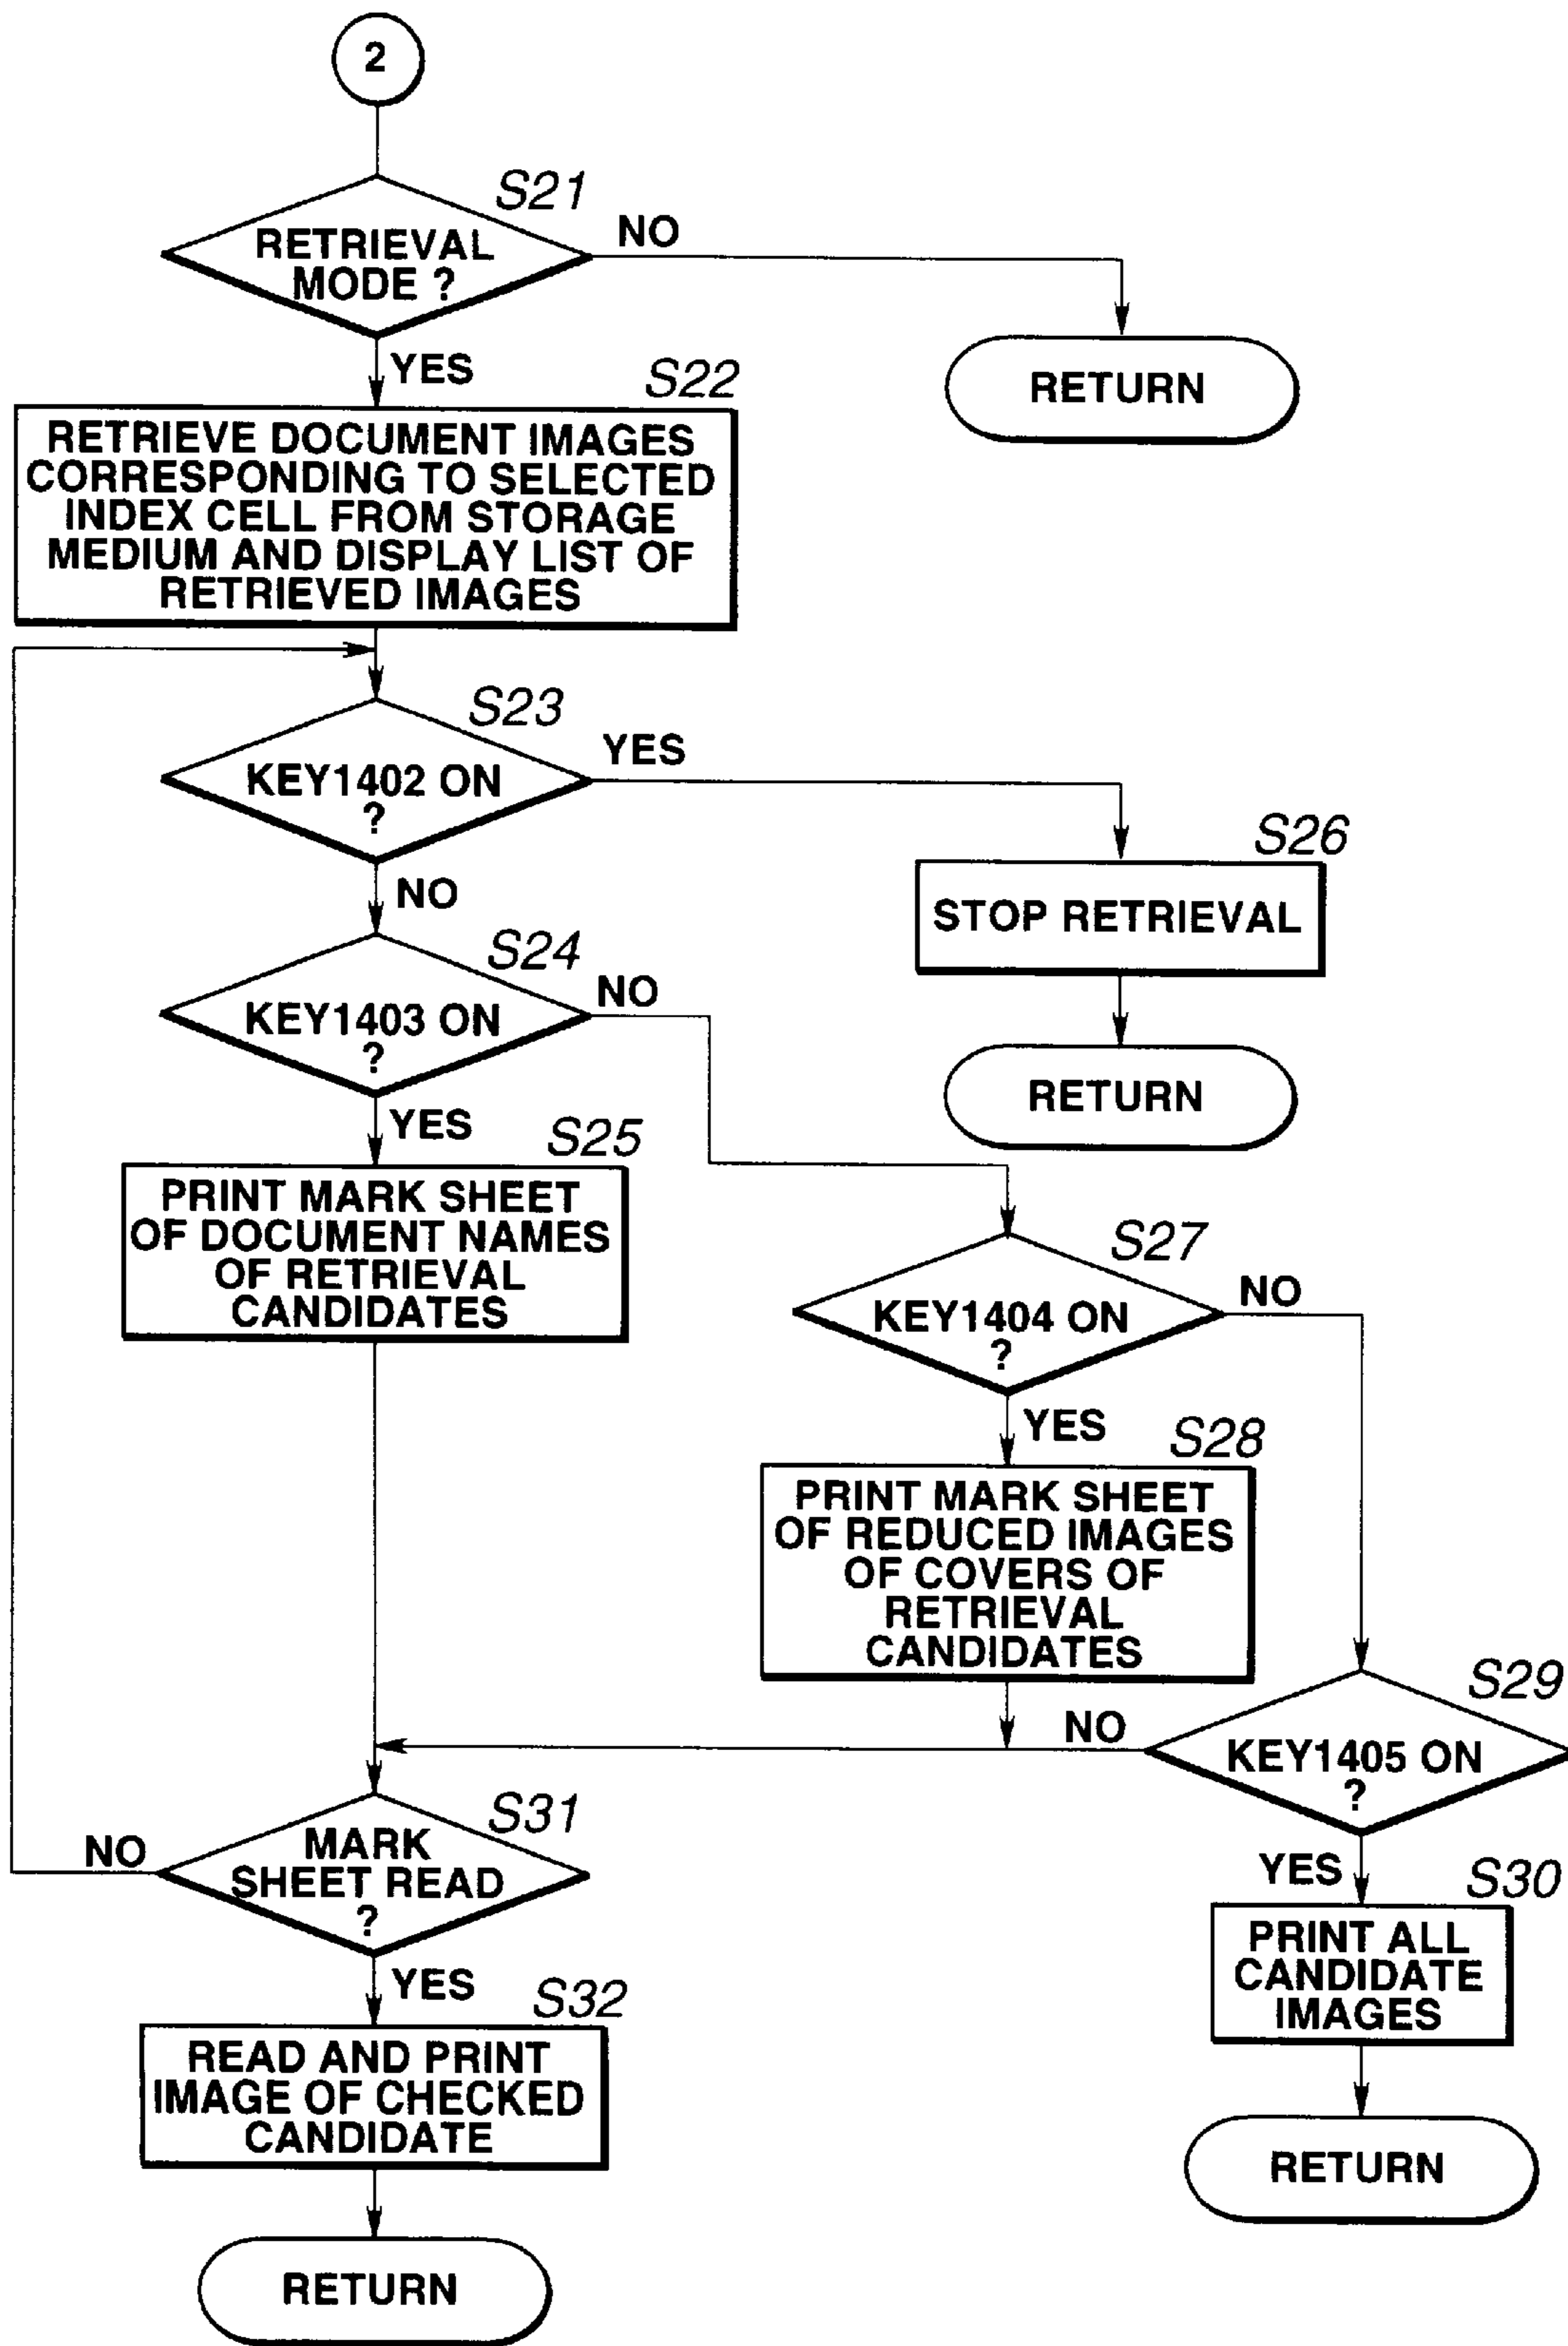 2
S21
RETRIEVAL
MODE ?
NO
YES
RETURN
S22
RETRIEVE DOCUMENT IMAGES
CORRESPONDING TO SELECTED
INDEX CELL FROM STORAGE
MEDIUM AND DISPLAY LIST OF
RETRIEVED IMAGES
S23
KEY1402 ON
?
YES
NO
S26
STOP RETRIEVAL
RETURN
S24
KEY1403 ON
?
NO
YES
S25
PRINT MARK SHEET
OF DOCUMENT NAMES
OF RETRIEVAL
CANDIDATES
S27
KEY1404 ON
?
NO
YES
S28
PRINT MARK SHEET
OF REDUCED IMAGES
OF COVERS OF
RETRIEVAL
CANDIDATES
S29
KEY1405 ON
?
NO
YES
S30
PRINT ALL
CANDIDATE
IMAGES
RETURN
S31
MARK
SHEET READ
?
NO
YES
S32
READ AND PRINT
IMAGE OF CHECKED
CANDIDATE
RETURN